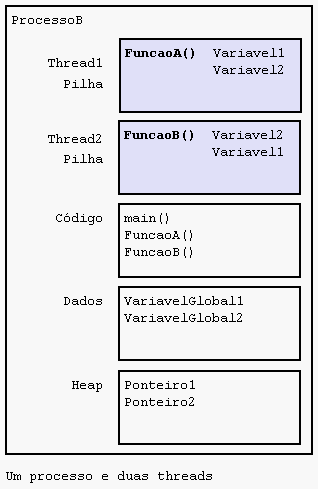 ProcessoB
Thread1
Pilha
FuncaoA() Variavel1
Variavel2
Thread2
Pilha
FuncaoB() Variavel2
Variavel1
Código
main()
FuncaoA()
FuncaoB()
Dados
VariavelGlobal1
VariavelGlobal2
Heap
Ponteiro1
Ponteiro2
Um processo e duas threads